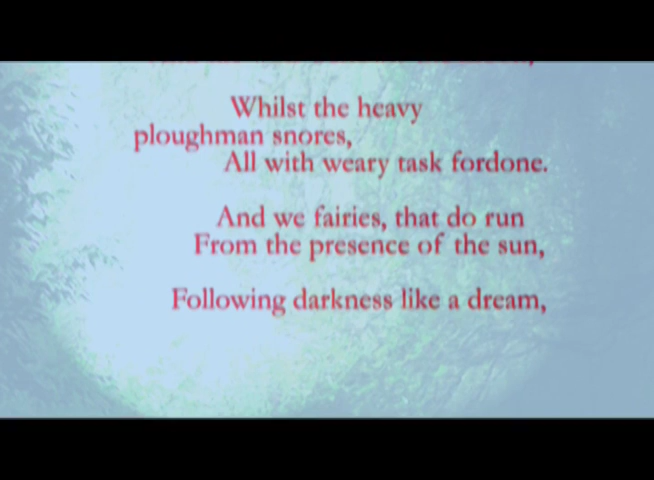 Whilst the heavy
ploughman snores,
All with weary task fordone.
And we fairies, that do run
From the presence of the sun,
Following darkness like a dream,